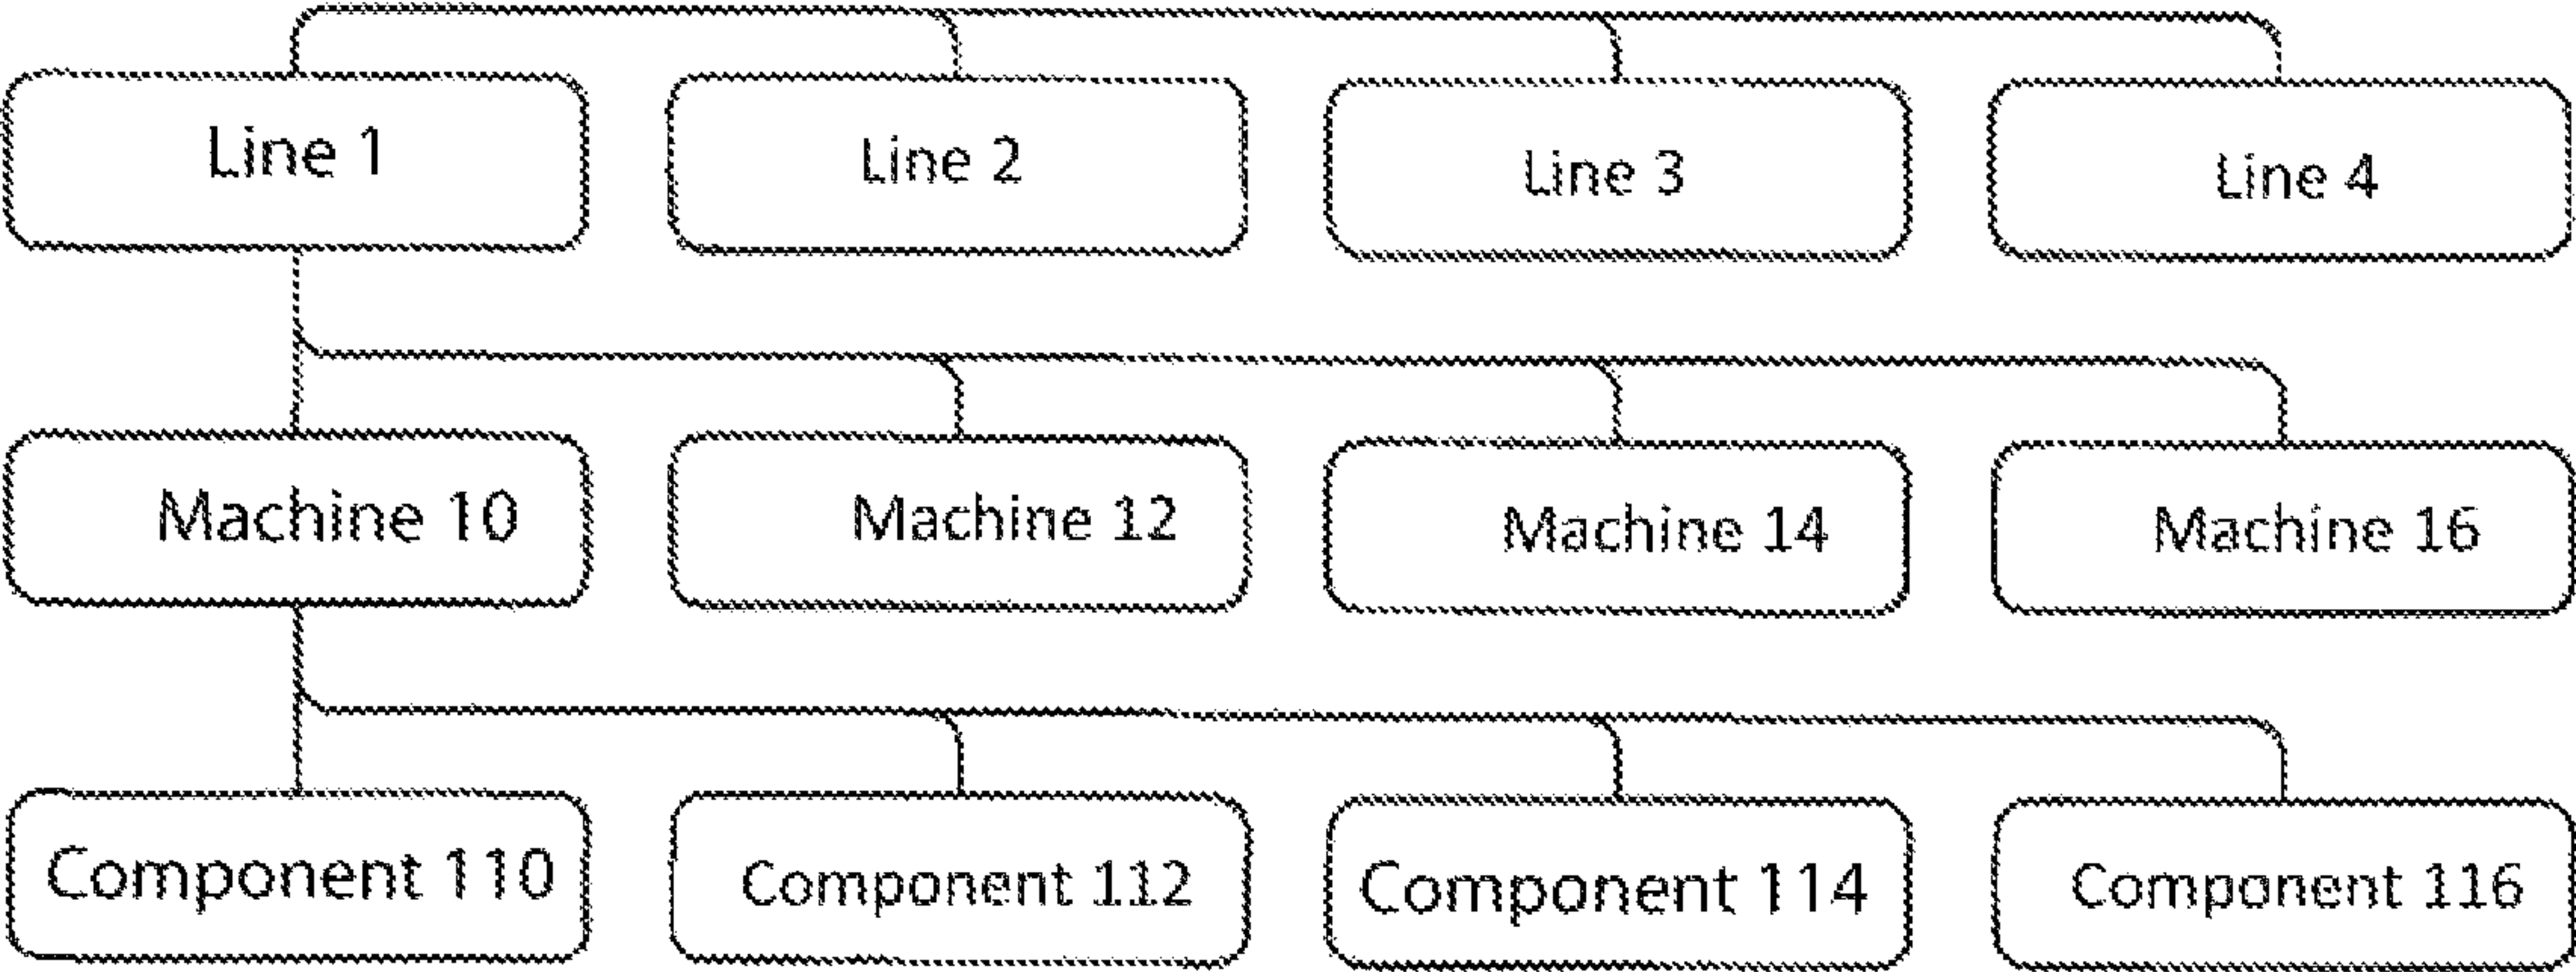 Line 1
Line 2
Line 3
Line 4
Machine 10
Machine 12
Machine 14
Machine 16
Component 110
Component 112
Component 114
Component 116